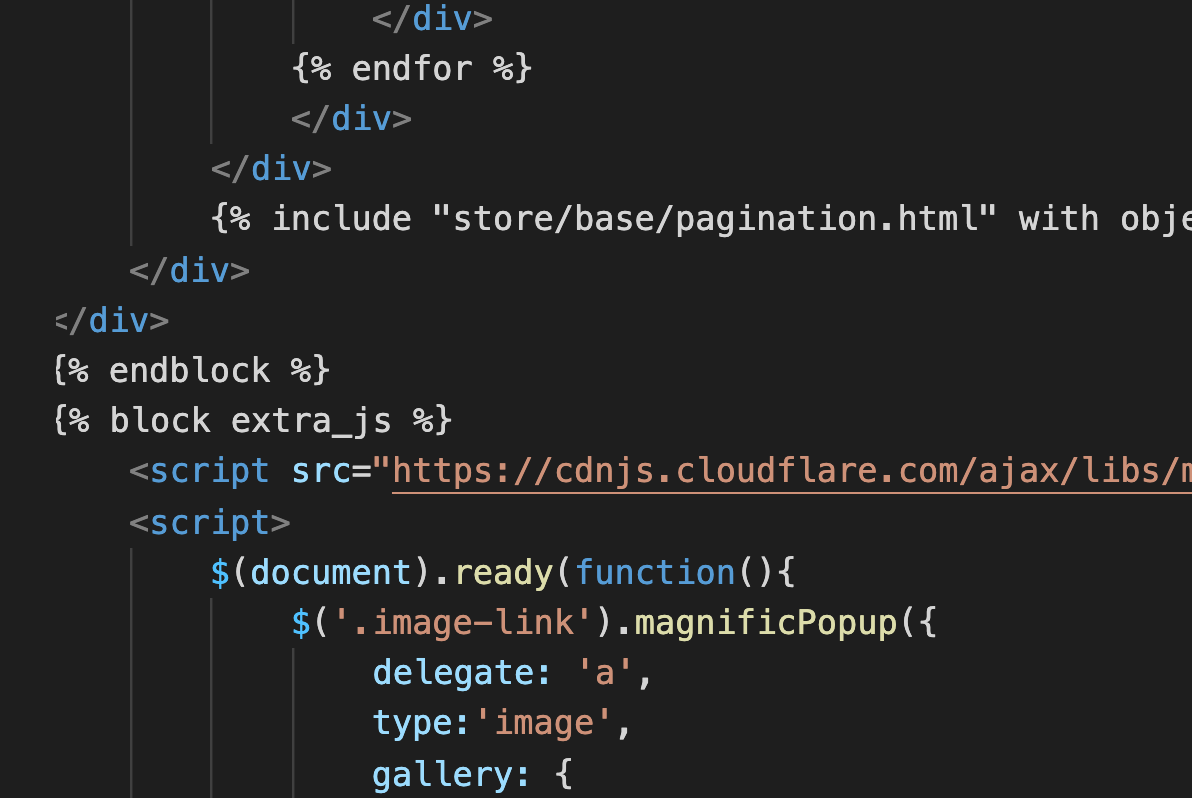 </div>
{% endfor %}
</div>
</div>
{% include "store/base/pagination.html" with
</div>
</div>
{% endblock %}
{% block extra_js %}
<script src="https://cdnjs.cloudflare.com/ajax/libs/
<script>
$(document).ready(function(){
$('.image-link').magnificPopup({
delegate: 'a',
type:'image',
gallery: {